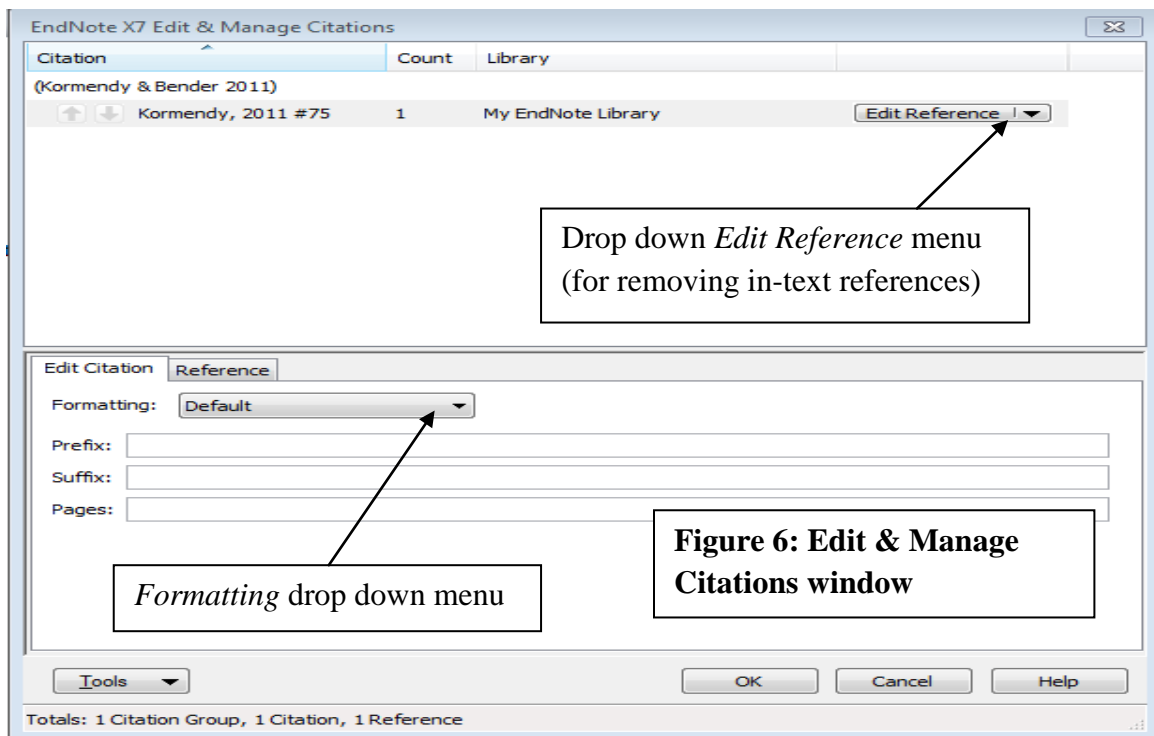 EndNote X7 Edit & Manage Citations
Citation Count Library
(Kormendy & Bender 2011)
Kormendy, 2011 #75 1 My EndNote Library Edit Reference
Drop down Edit Reference menu
(for removing in-text references)
Edit Citation Reference
Formatting: Default
Prefix:
Suffix:
Pages:
Figure 6: Edit & Manage
Citations window
Formatting drop down menu
Tools OK Cancel Help
Totals: 1 Citation Group, 1 Citation, 1 Reference